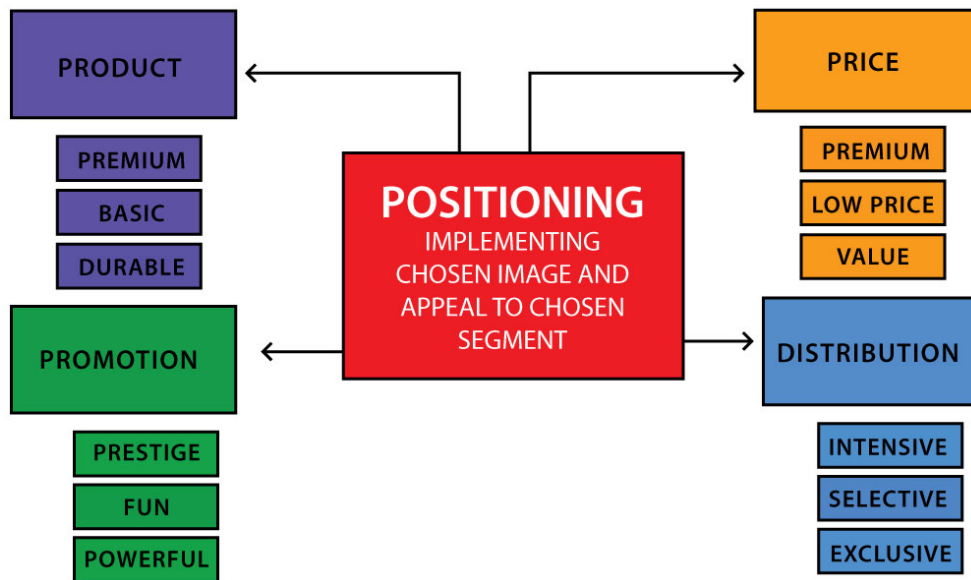 PRODUCT
PREMIUM
BASIC
DURABLE
PRICE
PREMIUM
LOW PRICE
VALUE
POSITIONING
IMPLEMENTING
CHOSEN IMAGE AND
APPEAL TO CHOSEN
SEGMENT
PROMOTION
PRESTIGE
FUN
POWERFUL
DISTRIBUTION
INTENSIVE
SELECTIVE
EXCLUSIVE